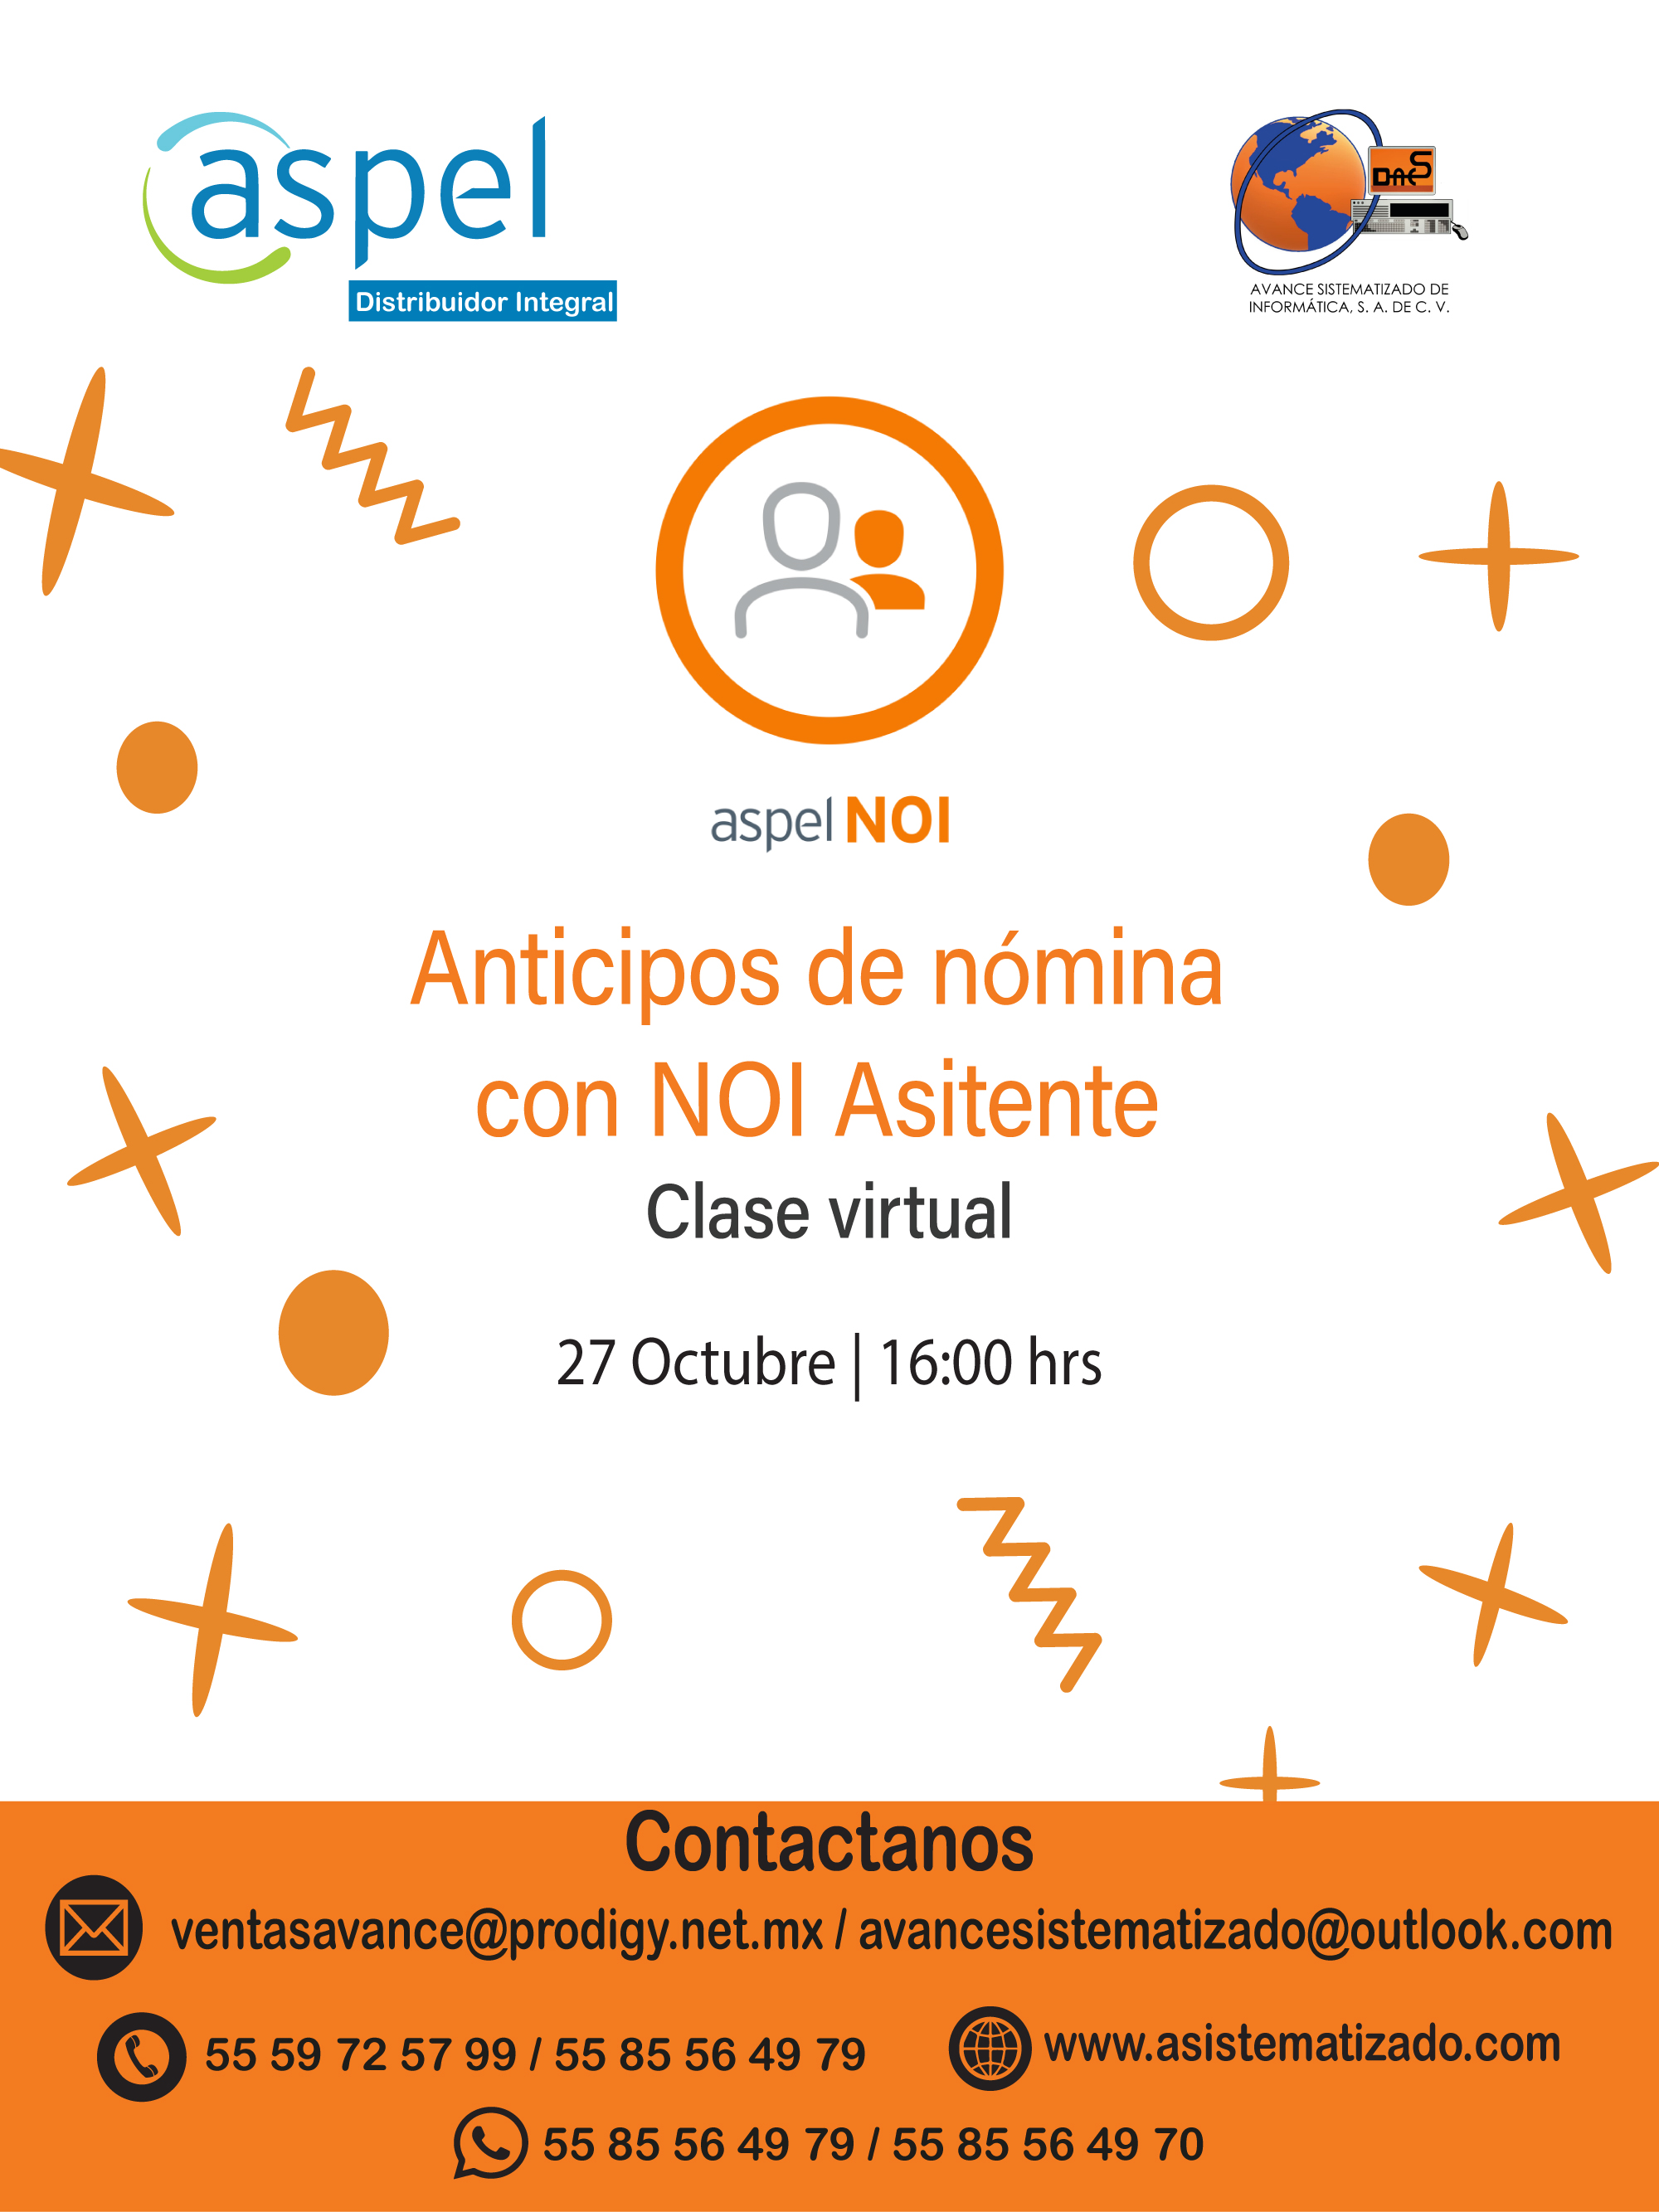 aspel
Distribuidor Integral
DAES
AVANCE SISTEMATIZADO DE
INFORMÁTICA, S. A. DE C. V.
aspel NOI
Anticipos de nómina
con NOI Asitente
Clase virtual
27 Octubre | 16:00 hrs
Contactanos
ventasavance@prodigy.net.mx / avancesistematizado@outlook.com
55 59 72 57 99 / 55 85 56 49 79
www.asistematizado.com
55 85 56 49 79 / 55 85 56 49 70